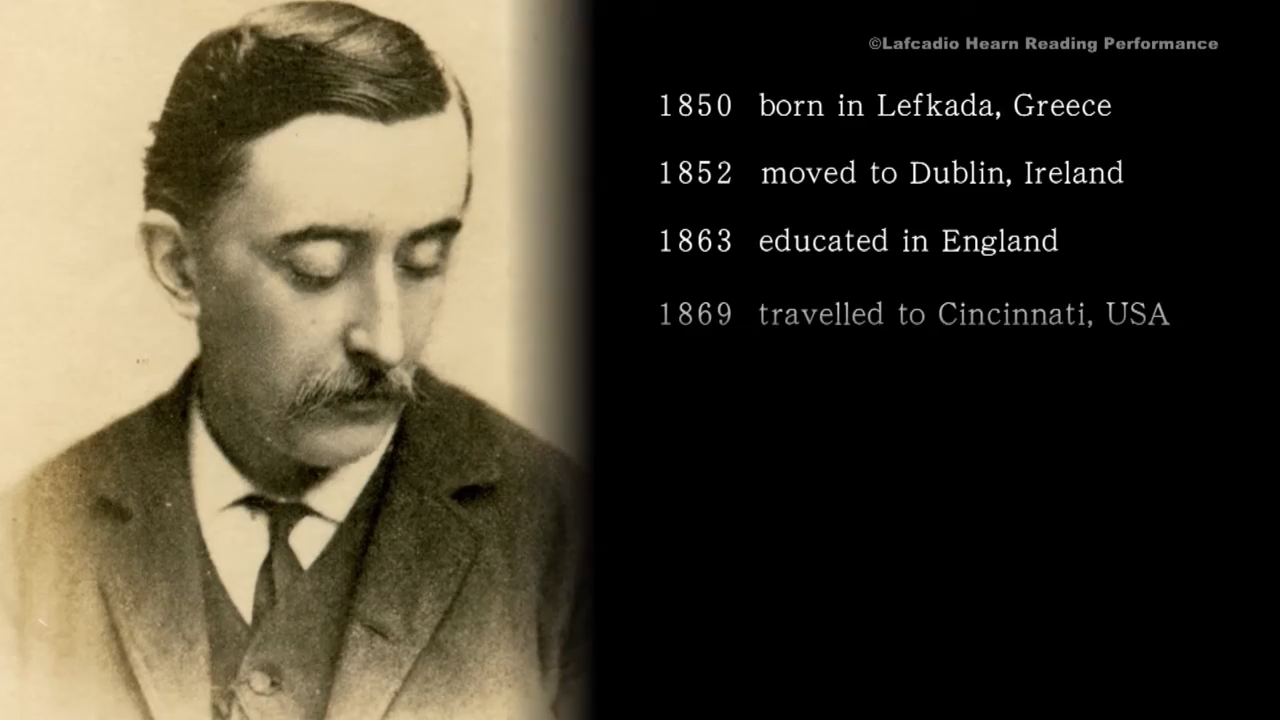 ©Lafcadio Hearn Reading Performance
1850 born in Lefkada, Greece
1852 moved to Dublin, Ireland
1863 educated in England
1869 travelled to Cincinnati, USA